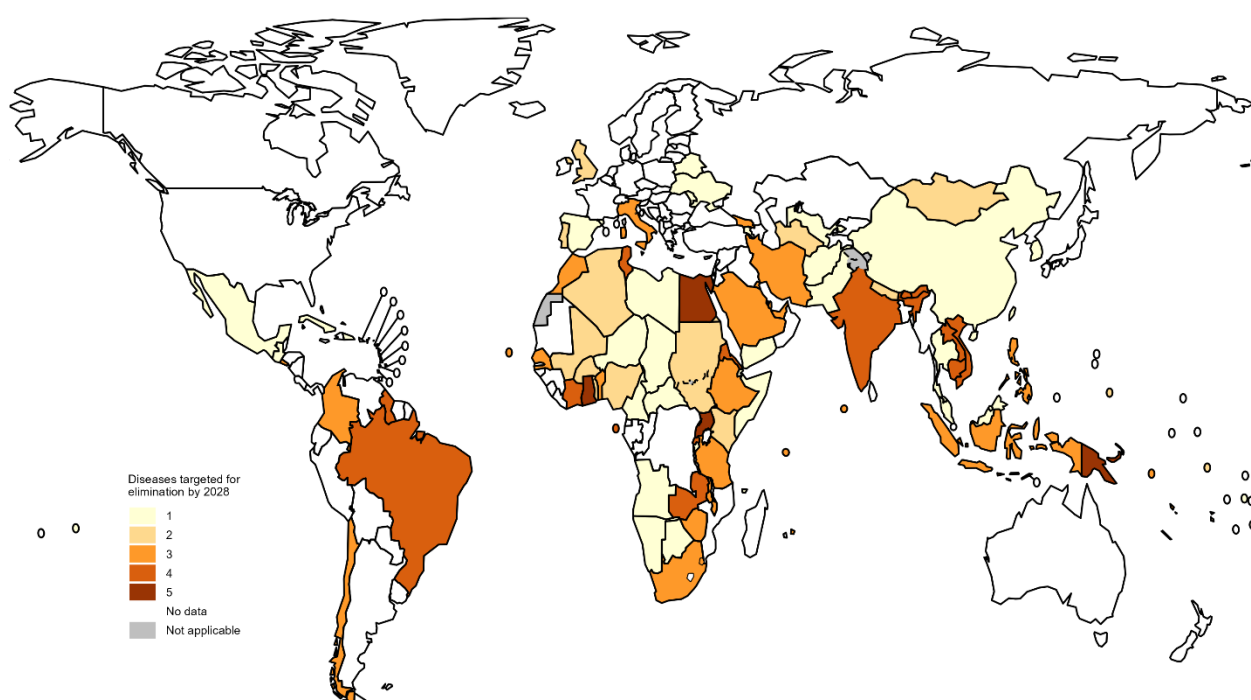 Diseases targeted for
elimination by 2028
1
2
3
4
5
No data
Not applicable